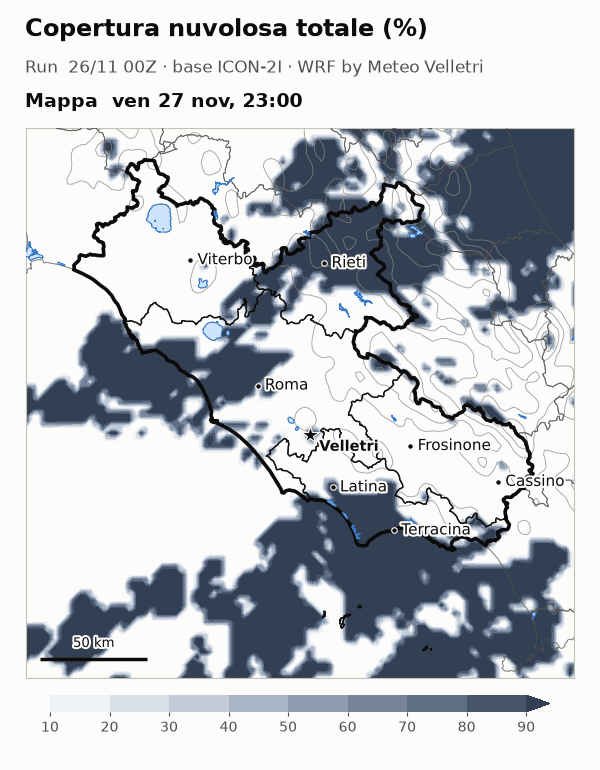 Copertura nuvolosa totale (%)
Run  26/11 00Z · base ICON-2I · WRF by Meteo Velletri
Mappa  ven 27 nov, 23:00
Viterbo
Rieti
Roma
Velletri
Frosinone
Cassino
Latina
Terracina
50 km
10 20 30 40 50 60 70 80 90